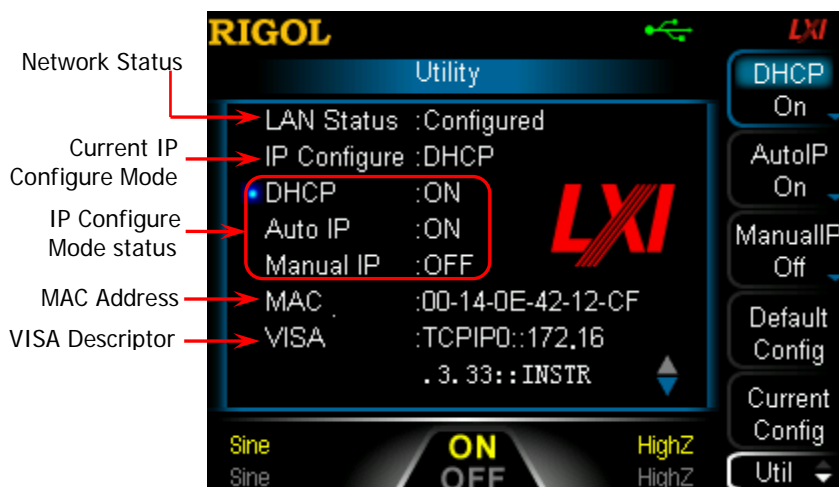 RIGOL
LXI
Network Status
Utility
DHCP
On
LAN Status :Configured
Current IP
Configure Mode
IP Configure :DHCP
AutoIP
On
DHCP :ON
IP Configure
Mode status
Auto IP :ON
LXI
ManualIP
Off
Manual IP :OFF
MAC Address
MAC :00-14-0E-42-12-CF
Default
Config
VISA Descriptor
VISA :TCPIP0::172.16
.3.33::INSTR
Current
Config
Sine ON HighZ
Sine OFF HighZ
Util